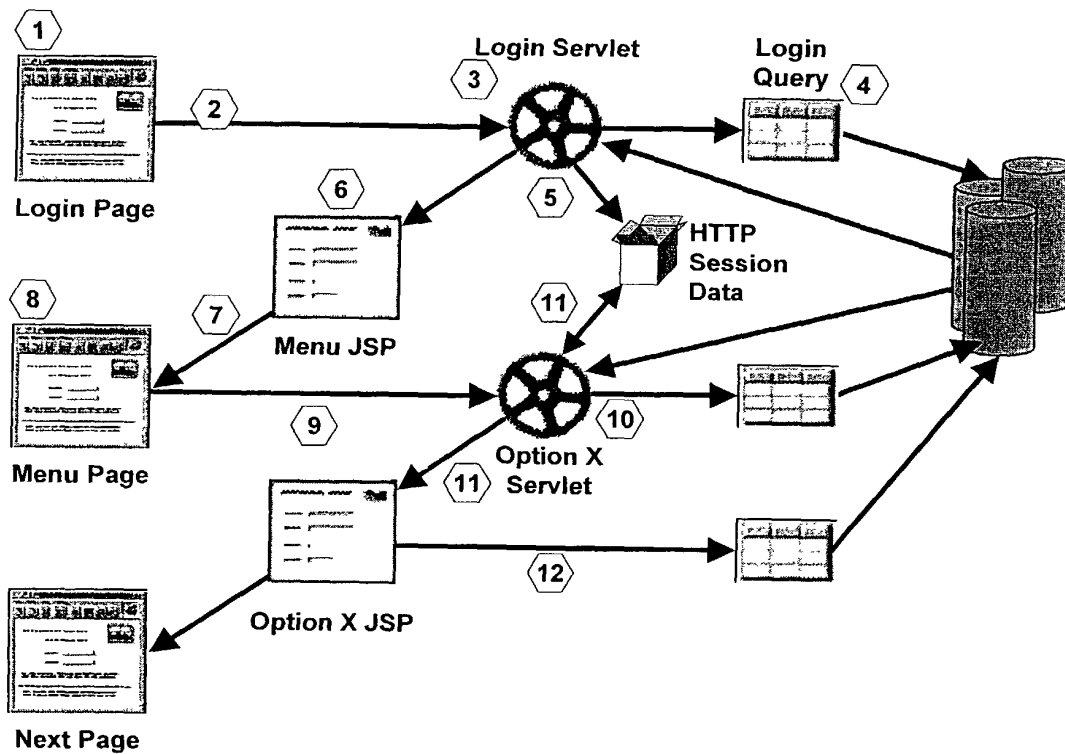 1
Login Servlet
Login
Query
3
4
2
Login Page
6
5
HTTP
Session
Data
8
7
11
Menu JSP
9
10
Menu Page
Option X
Servlet
11
12
Option X JSP
Next Page